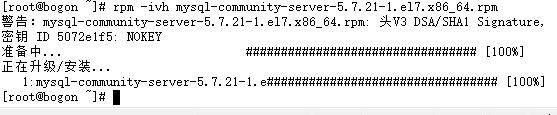 [root@bogon ~]# rpm -ivh mysql-community-server-5.7.21-1.el7.x86_64.rpm
警告：mysql-community-server-5.7.21-1.el7.x86_64.rpm: 头V3 DSA/SHA1 Signature,
密钥 ID 5072e1f5: NOKEY
准备中... ################################# [100%]
正在升级/安装...
1:mysql-community-server-5.7.21-1.e################################# [100%]
[root@bogon ~]#